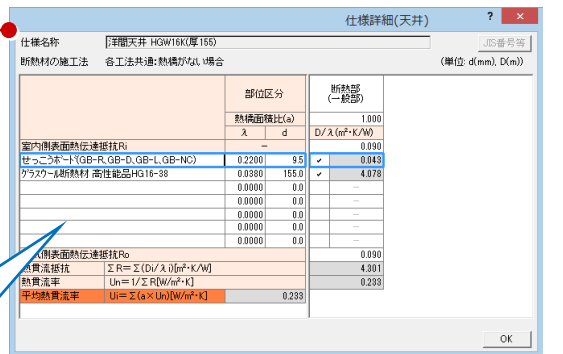 仕様詳細(天井) ? ×
仕様名称 洋間天井 HGW16K(厚155) JIS番号等
断熱材の施工法 各工法共通:熱橋がない場合 (単位: d(mm), D(m))
部位区分 断熱部
(一般部)
熱橋面積比(a) 1.000
λ d D/λ(m²・K/W)
室内側表面熱伝達抵抗Ri − 0.090
せっこうボード(GB-R、GB-D、GB-L、GB-NC) 0.2200 9.5 0.043
グラスウール断熱材 高性能品HG16-38 0.0380 155.0 4.078
0.0000 0.0 −
0.0000 0.0 −
0.0000 0.0 −
0.0000 0.0 −
0.0000 0.0 −
側表面熱伝達抵抗Ro 0.090
熱貫流抵抗 ΣR=Σ(Di/λi)[m²・K/W] 4.301
熱貫流率 Un=1/ΣR[W/m²・K] 0.233
平均熱貫流率 Ui=Σ(a×Un)[W/m²・K] 0.233
OK